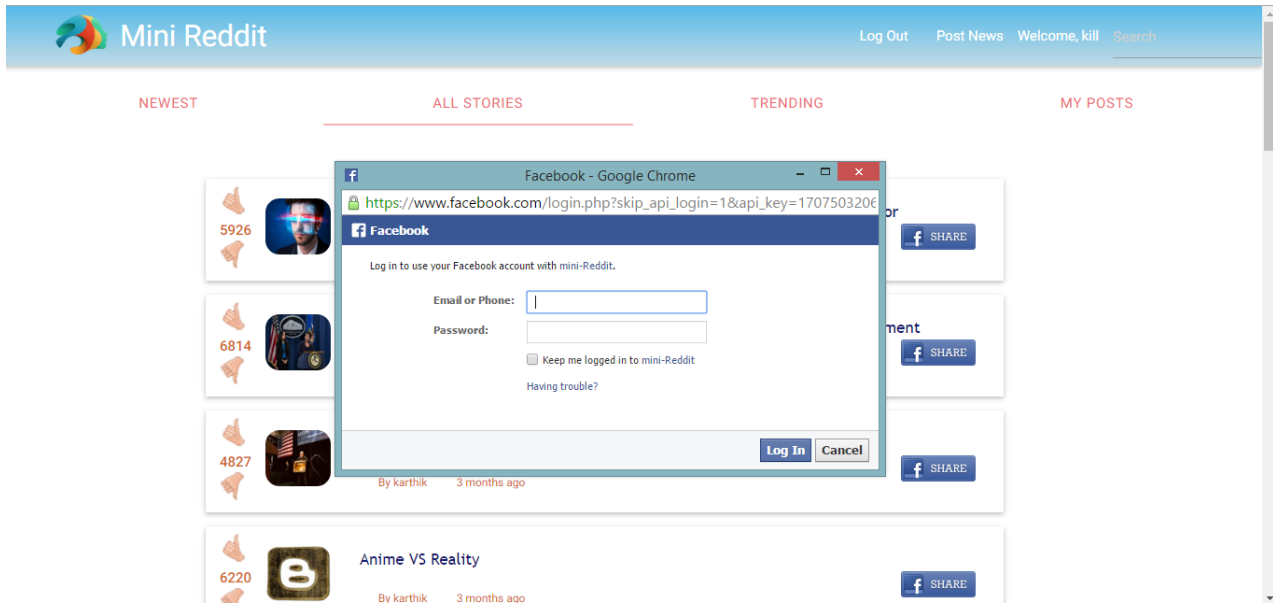 Mini Reddit
Log Out Post News Welcome, kill Search
NEWEST ALL STORIES TRENDING MY POSTS
Facebook - Google Chrome
https://www.facebook.com/login.php?skip_api_login=1&api_key=1707503206
Facebook
Log in to use your Facebook account with mini-Reddit.
Email or Phone:
Password:
Keep me logged in to mini-Reddit
Having trouble?
Log In Cancel
5926
or
SHARE
6814
ment
SHARE
4827
SHARE
By karthik 3 months ago
Anime VS Reality
6220
SHARE
By karthik 3 months ago